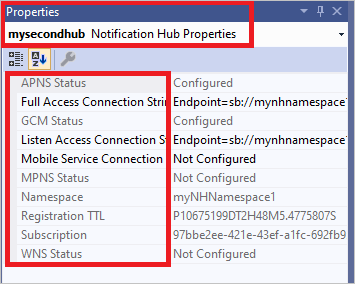 Properties
mysecondhub Notification Hub Properties
APNS Status Configured
Full Access Connection Strin Endpoint=sb://mynhnamespace
GCM Status Configured
Listen Access Connection St Endpoint=sb://mynhnamespace
Mobile Service Connection Not Configured
MPNS Status Not Configured
Namespace myNHNamespace1
Registration TTL P10675199DT2H48M5.4775807S
Subscription 97bbe2ee-421e-43ef-a1fc-692fb9
WNS Status Not Configured